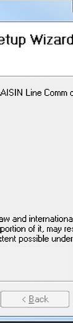 etup Wizard
AISIN Line Comm c
aw and internationa
portion of it, may res
xtent possible under
< Back